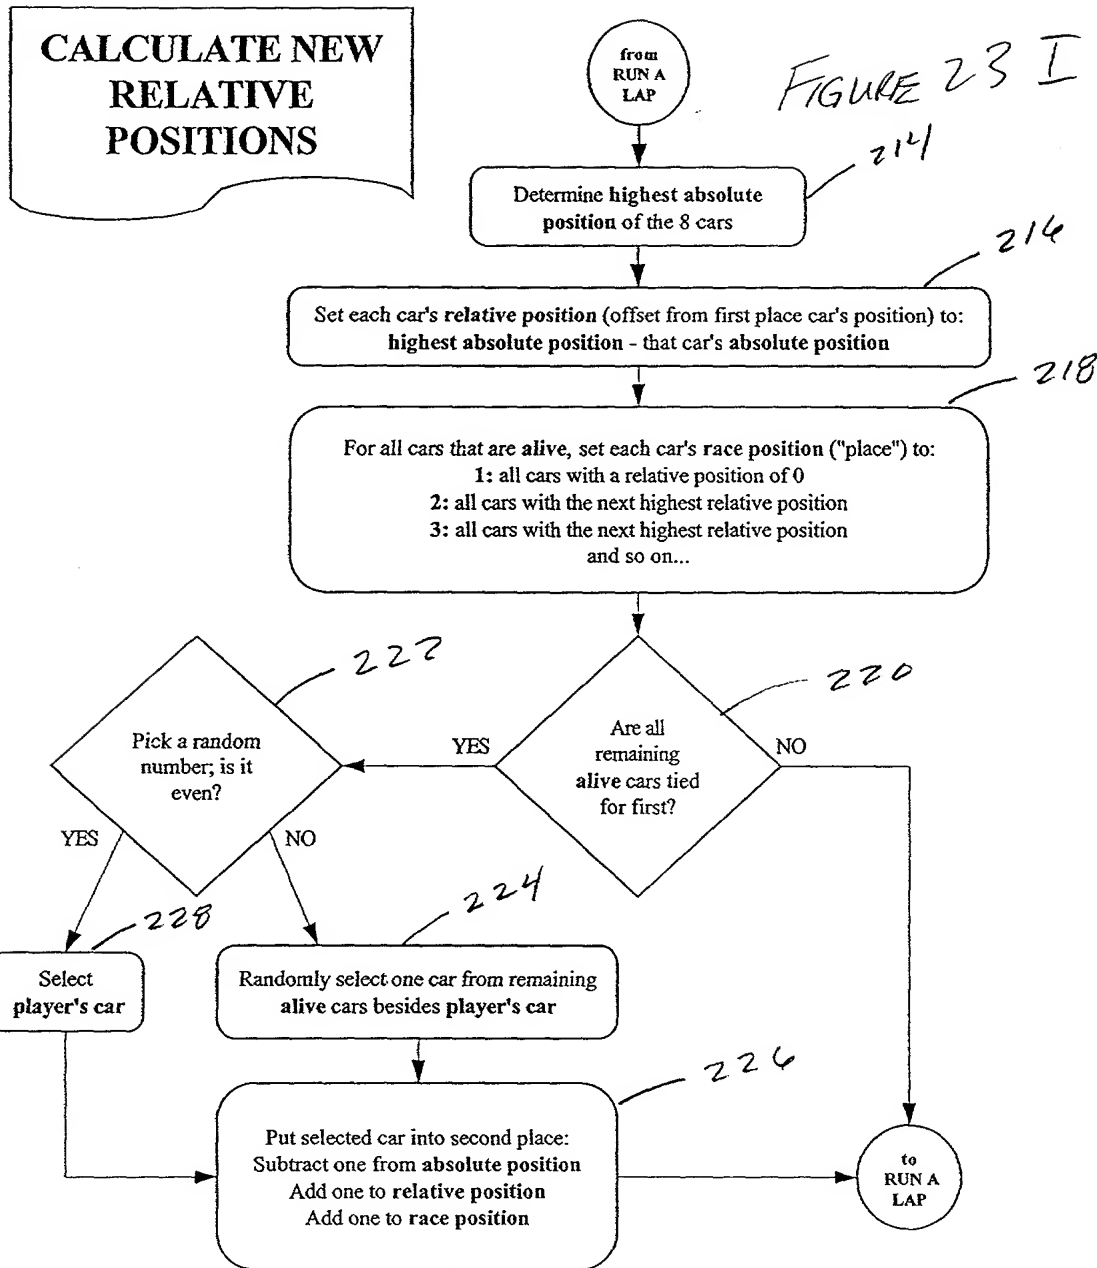 CALCULATE NEW
RELATIVE
POSITIONS
from
RUN A
LAP
FIGURE 23 I
214
Determine highest absolute
position of the 8 cars
216
Set each car's relative position (offset from first place car's position) to:
highest absolute position - that car's absolute position
218
For all cars that are alive, set each car's race position ("place") to:
1: all cars with a relative position of 0
2: all cars with the next highest relative position
3: all cars with the next highest relative position
and so on...
222
220
Pick a random
number; is it
even?
YES
Are all
remaining
alive cars tied
for first?
NO
YES
NO
228
224
Select
player's car
Randomly select one car from remaining
alive cars besides player's car
226
Put selected car into second place:
Subtract one from absolute position
Add one to relative position
Add one to race position
to
RUN A
LAP